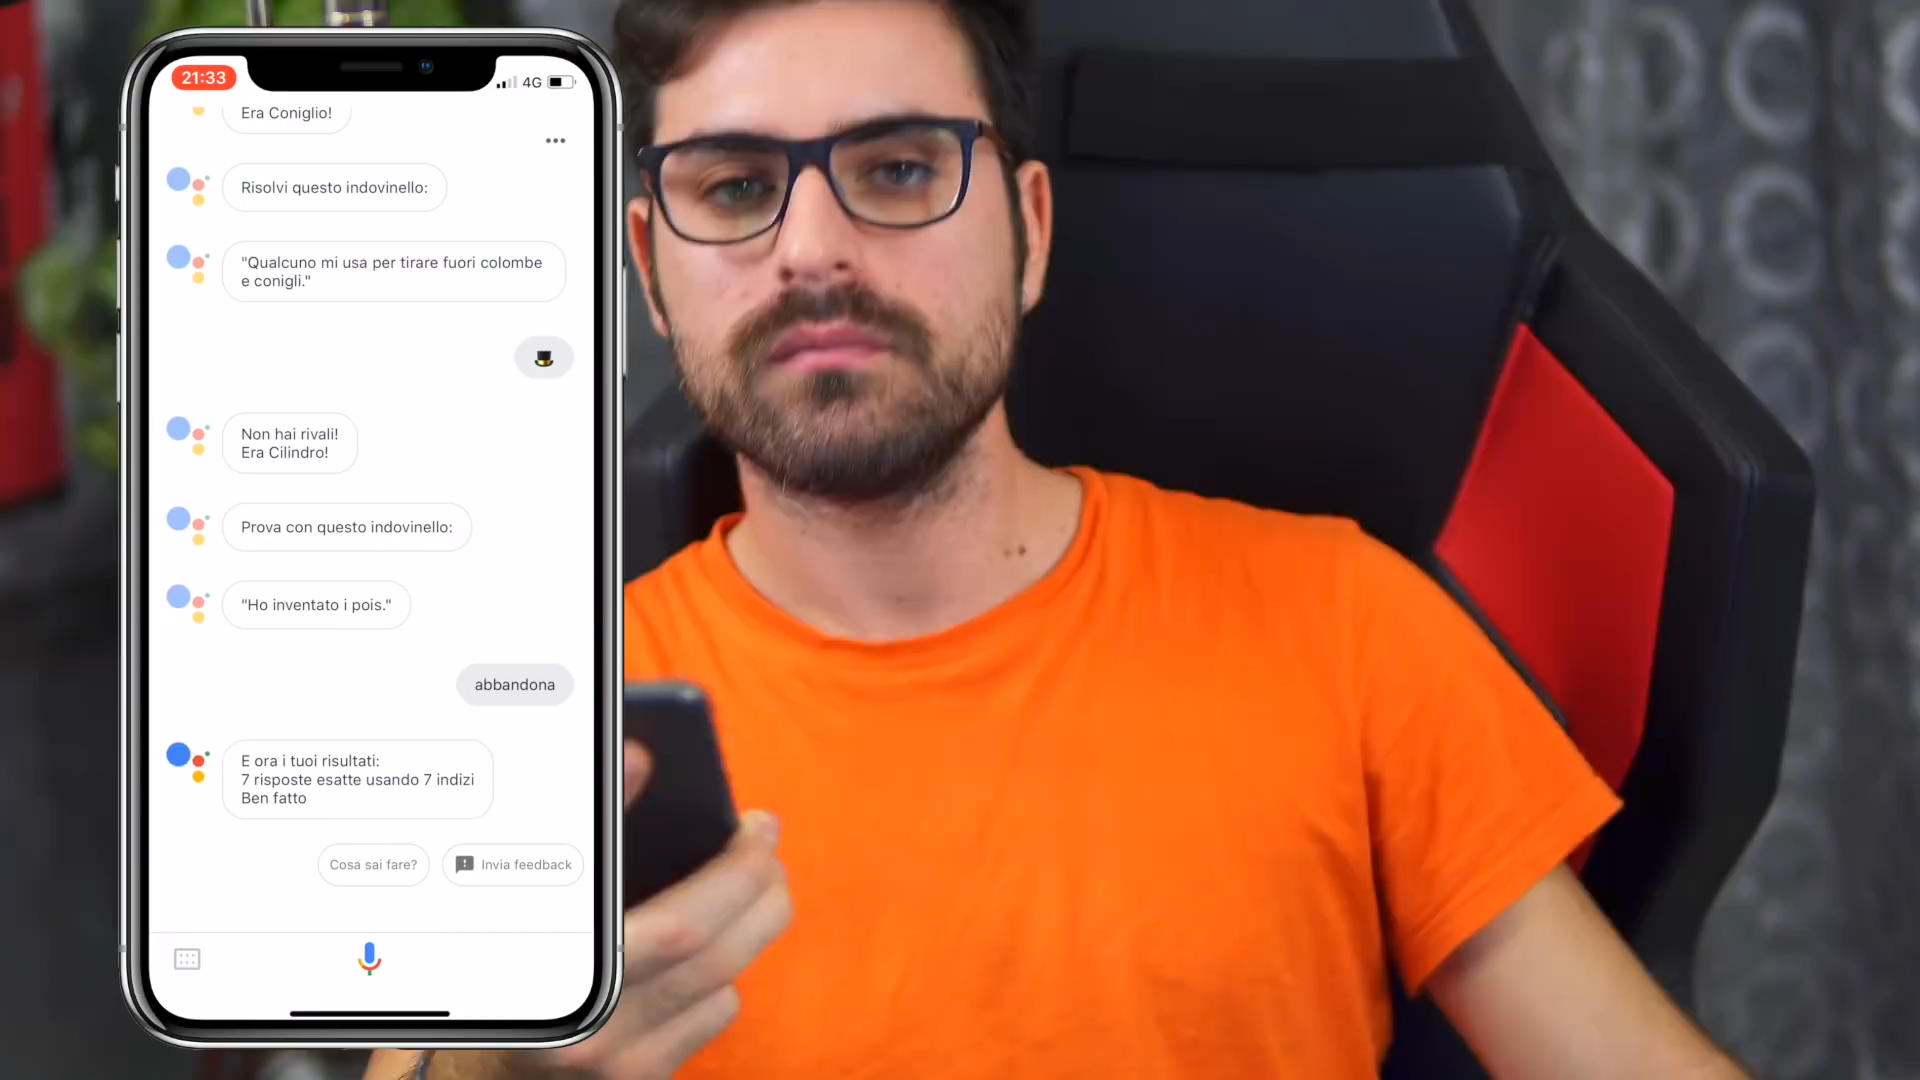 21:33
4G
Era Coniglio!
Risolvi questo indovinello:
"Qualcuno mi usa per tirare fuori colombe
e conigli."
Non hai rivali!
Era Cilindro!
Prova con questo indovinello:
"Ho inventato i pois."
abbandona
E ora i tuoi risultati:
7 risposte esatte usando 7 indizi
Ben fatto
Cosa sai fare?
Invia feedback